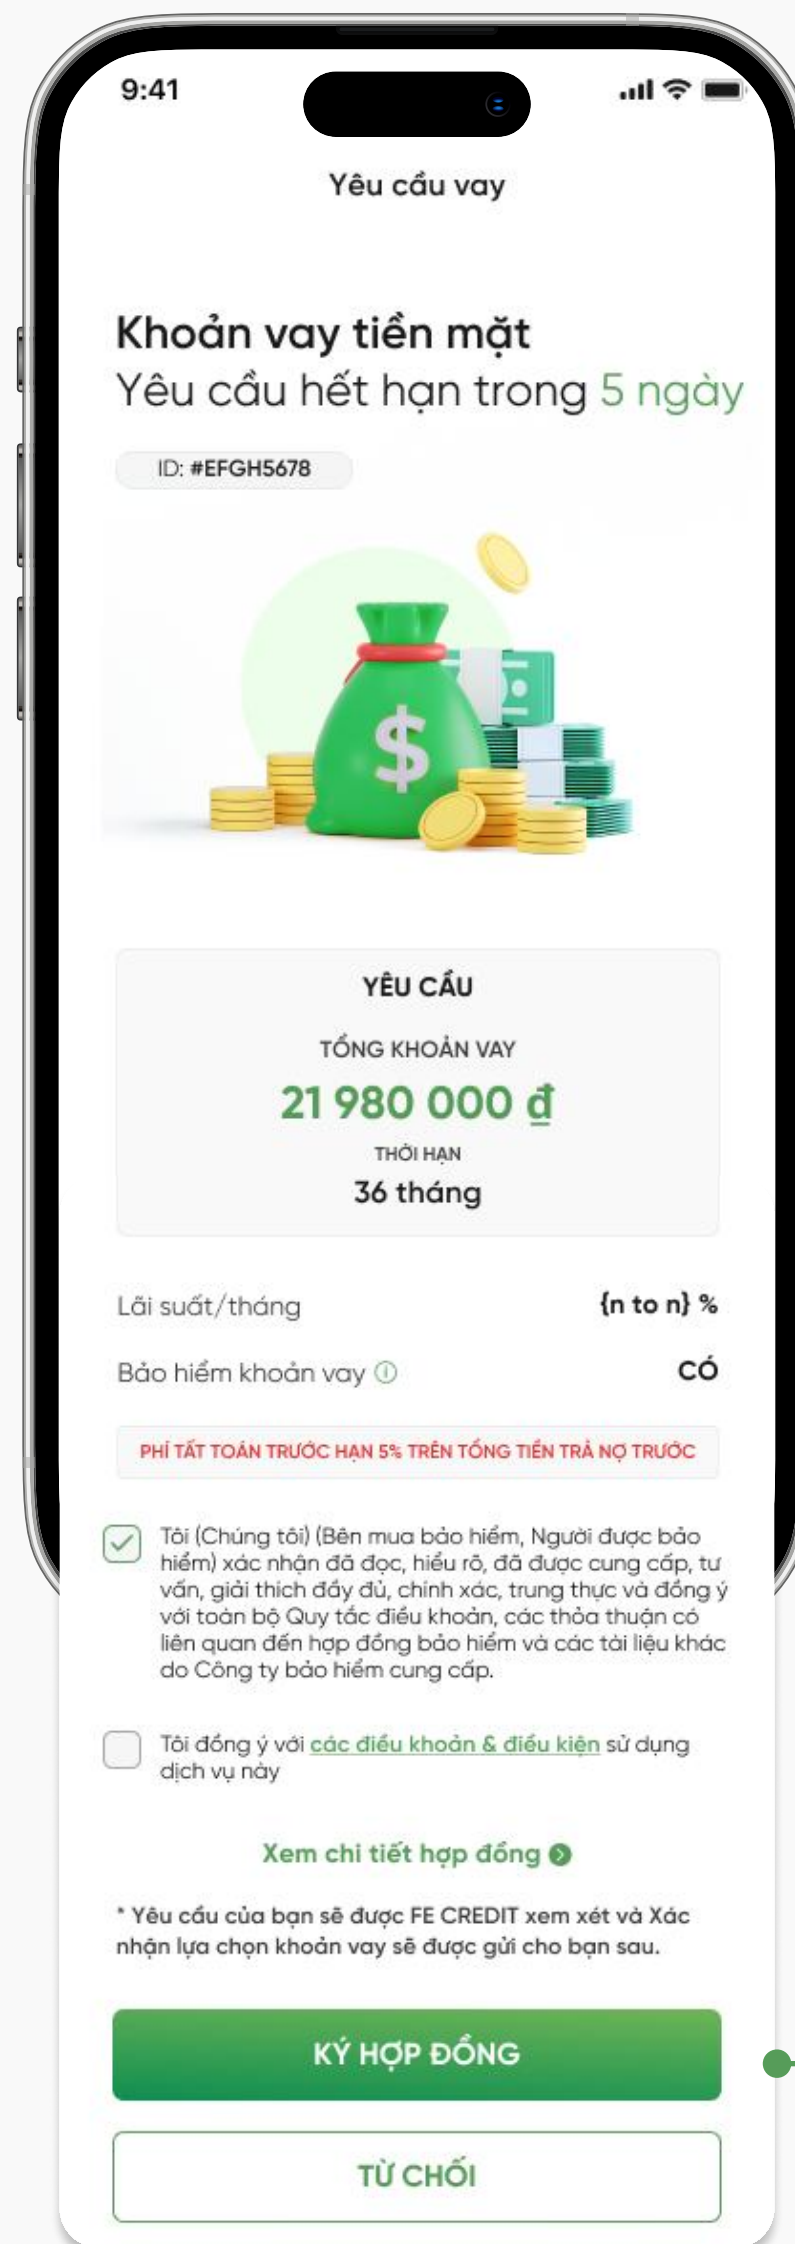 9:41
Yêu cầu vay
Khoản vay tiền mặt
Yêu cầu hết hạn trong 5 ngày
ID: #EFGH5678
$
YÊU CẦU
TỔNG KHOẢN VAY
21 980 000 ₫
THỜI HẠN
36 tháng
Lãi suất/tháng {n to n} %
Bảo hiểm khoản vay CÓ
PHÍ TẤT TOÁN TRƯỚC HẠN 5% TRÊN TỔNG TIỀN TRẢ NỢ TRƯỚC
Tôi (Chúng tôi) (Bên mua bảo hiểm, Người được bảo
hiểm) xác nhận đã đọc, hiểu rõ, đã được cung cấp, tư
vấn, giải thích đầy đủ, chính xác, trung thực và đồng ý
với toàn bộ Quy tắc điều khoản, các thỏa thuận có
liên quan đến hợp đồng bảo hiểm và các tài liệu khác
do Công ty bảo hiểm cung cấp.
Tôi đồng ý với các điều khoản & điều kiện sử dụng
dịch vụ này
Xem chi tiết hợp đồng
* Yêu cầu của bạn sẽ được FE CREDIT xem xét và Xác
nhận lựa chọn khoản vay sẽ được gửi cho bạn sau.
KÝ HỢP ĐỒNG
TỪ CHỐI